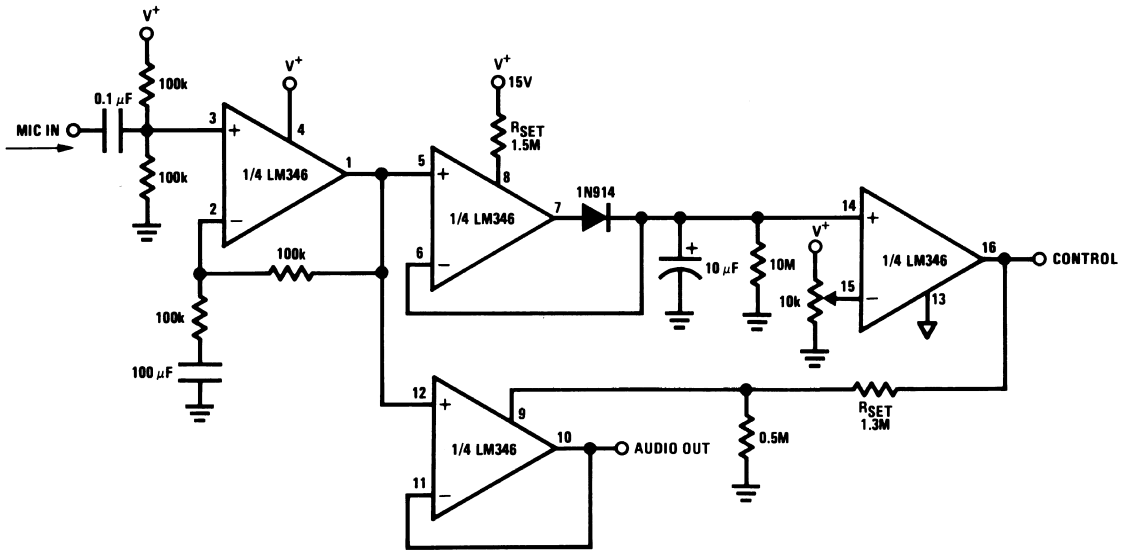 V+
100k
0.1 µF
MIC IN
100k
3
+
V+
4
1/4 LM346
1
2
−
100k
100k
100 µF
V+
15V
RSET
1.5M
5
+
8
1/4 LM346
7
6
−
1N914
+
10 µF
10M
V+
10k
14
+
15
−
1/4 LM346
13
16
CONTROL
12
+
9
1/4 LM346
10
11
−
AUDIO OUT
0.5M
RSET
1.3M